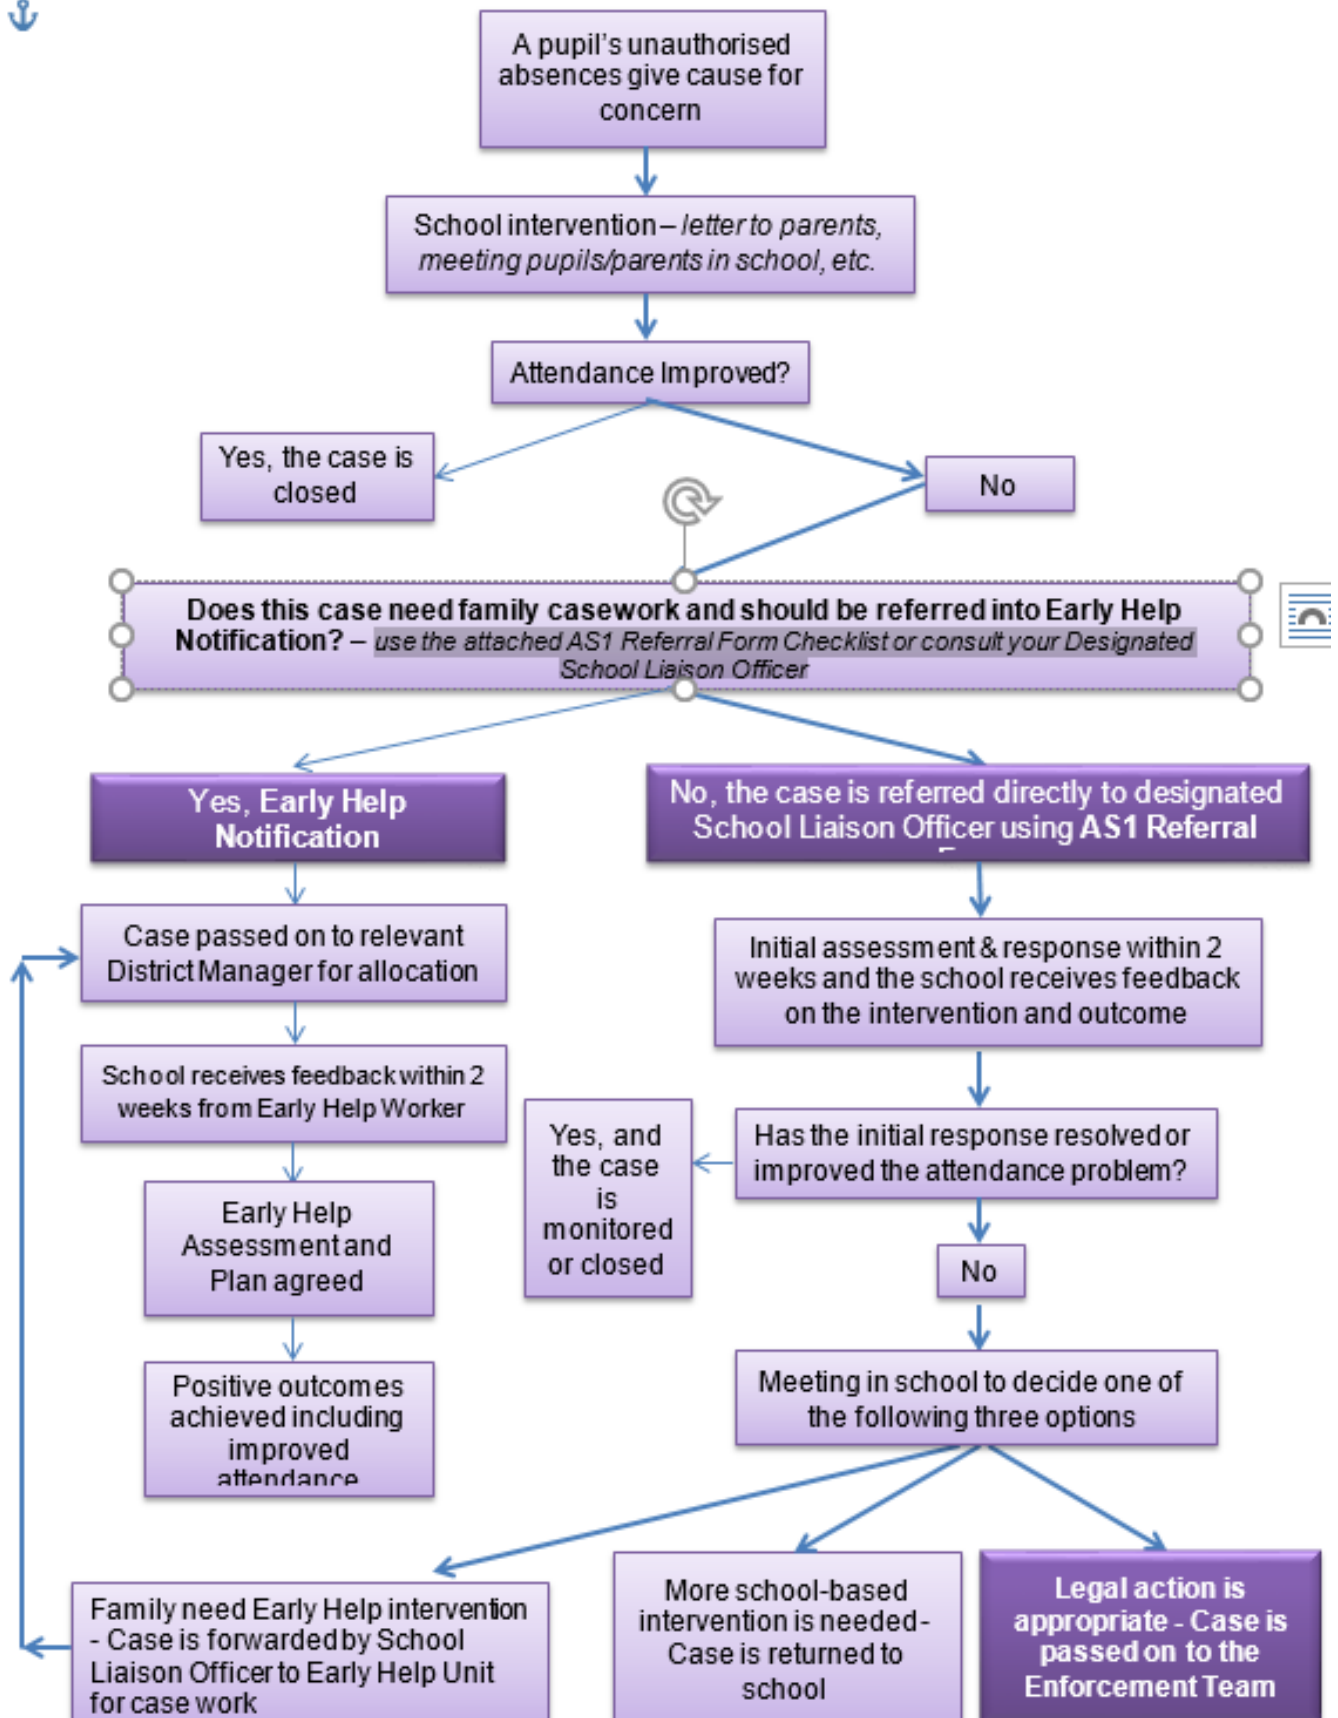 A pupil's unauthorised
absences give cause for
concern
School intervention – letter to parents,
meeting pupils/parents in school, etc.
Attendance Improved?
Yes, the case is
closed
No
Does this case need family casework and should be referred into Early Help
Notification? – use the attached AS1 Referral Form Checklist or consult your Designated
School Liaison Officer
Yes, Early Help
Notification
No, the case is referred directly to designated
School Liaison Officer using AS1 Referral
Case passed on to relevant
District Manager for allocation
Initial assessment & response within 2
weeks and the school receives feedback
on the intervention and outcome
School receives feedback within 2
weeks from Early Help Worker
Yes, and
the case
is
monitored
or closed
Has the initial response resolved or
improved the attendance problem?
Early Help
Assessment and
Plan agreed
No
Positive outcomes
achieved including
improved
attendance
Meeting in school to decide one of
the following three options
Family need Early Help intervention
- Case is forwarded by School
Liaison Officer to Early Help Unit
for case work
More school-based
intervention is needed-
Case is returned to
school
Legal action is
appropriate - Case is
passed on to the
Enforcement Team